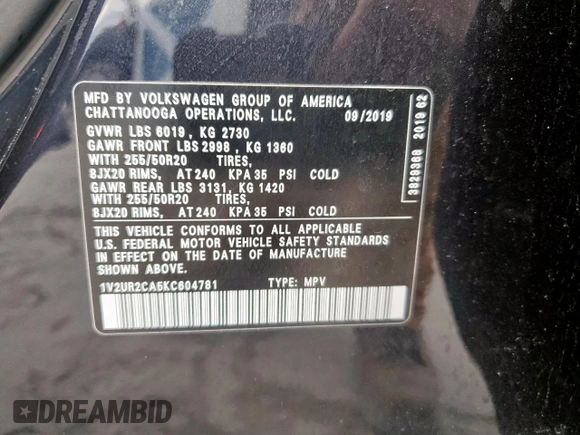 MFD BY VOLKSWAGEN GROUP OF AMERICA
CHATTANOOGA OPERATIONS, LLC. 09/2019
GVWR LBS 6019 , KG 2730
GAWR FRONT LBS 2998 , KG 1360
WITH 255/50R20 TIRES,
8JX20 RIMS, AT 240 KPA 35 PSI COLD
GAWR REAR LBS 3131, KG 1420
WITH 255/50R20 TIRES,
8JX20 RIMS, AT 240 KPA 35 PSI COLD
THIS VEHICLE CONFORMS TO ALL APPLICABLE
U.S. FEDERAL MOTOR VEHICLE SAFETY STANDARDS
IN EFFECT ON THE DATE OF MANUFACTURE
SHOWN ABOVE.
1V2UR2CA5KC604781 TYPE: MPV
3829368 2019 62
DREAMBID